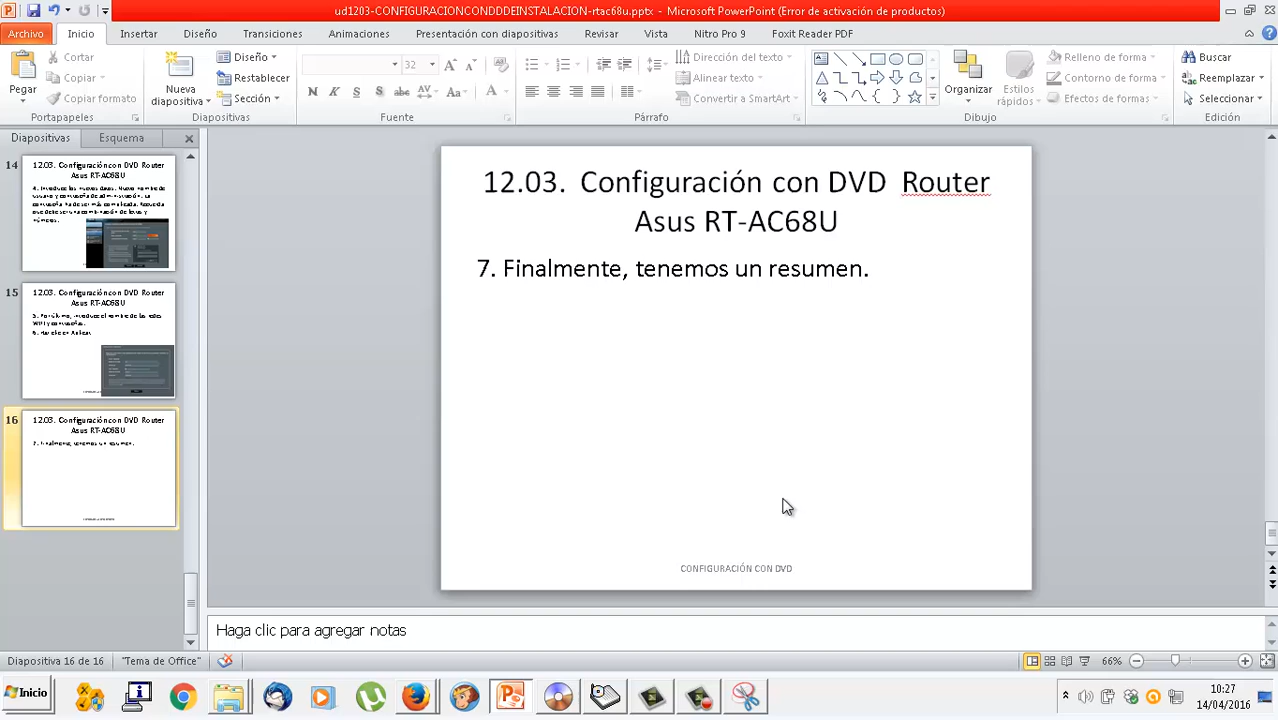 ud1203-CONFIGURACIONCONDDDEINSTALACION-rtac68u.pptx - Microsoft PowerPoint (Error de activación de productos)
Archivo Inicio Insertar Diseño Transiciones Animaciones Presentación con diapositivas Revisar Vista Nitro Pro 9 Foxit Reader PDF
Pegar
Cortar
Copiar
Copiar formato
Portapapeles
Nueva diapositiva
Diseño
Restablecer
Sección
Diapositivas
32
Fuente
Dirección del texto
Alinear texto
Convertir a SmartArt
Párrafo
Organizar
Estilos rápidos
Relleno de forma
Contorno de forma
Efectos de formas
Dibujo
Buscar
Reemplazar
Seleccionar
Edición
Diapositivas Esquema
14
12.03. Configuración con DVD Router
Asus RT-AC68U
15
12.03. Configuración con DVD Router
Asus RT-AC68U
16
12.03. Configuración con DVD Router
Asus RT-AC68U
7. Finalmente, tenemos un resumen.
12.03. Configuración con DVD Router
Asus RT-AC68U
7. Finalmente, tenemos un resumen.
CONFIGURACIÓN CON DVD
Haga clic para agregar notas
Diapositiva 16 de 16 "Tema de Office" 66%
Inicio
10:27
14/04/2016